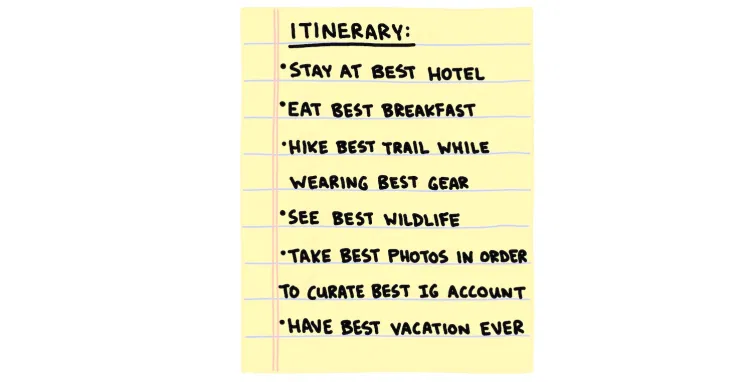 ITINERARY:
•STAY AT BEST HOTEL
•EAT BEST BREAKFAST
•HIKE BEST TRAIL WHILE
WEARING BEST GEAR
•SEE BEST WILDLIFE
•TAKE BEST PHOTOS IN ORDER
TO CURATE BEST IG ACCOUNT
•HAVE BEST VACATION EVER